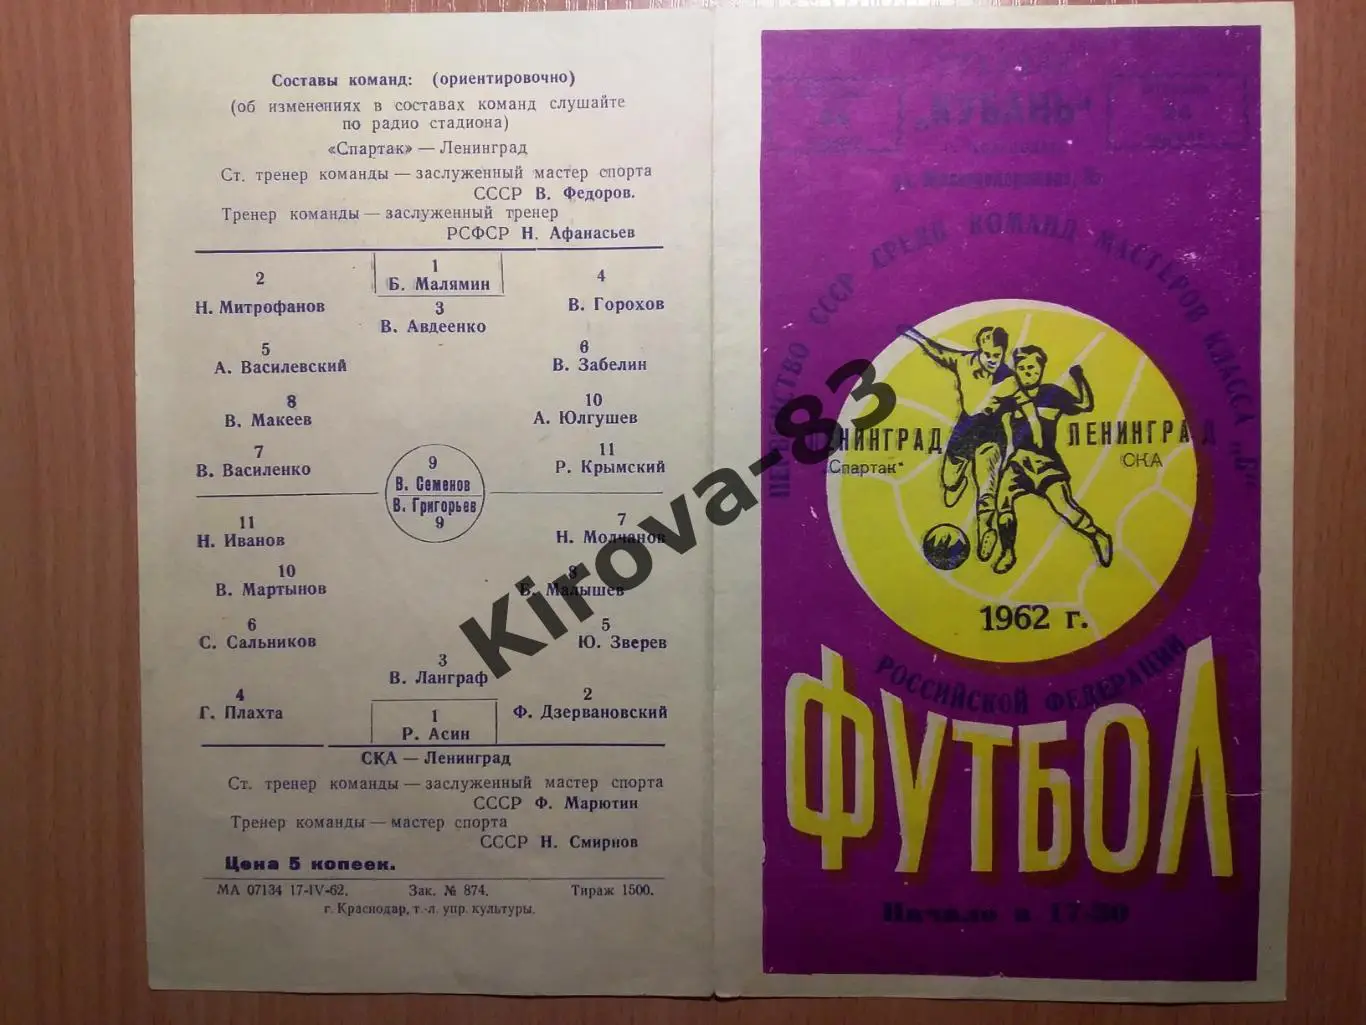 Составы команд: (ориентировочно)
(об изменениях в составах команд слушайте
по радио стадиона)
«Спартак» — Ленинград
Ст. тренер команды — заслуженный мастер спорта
СССР В. Федоров.
Тренер команды — заслуженный тренер
РСФСР Н. Афанасьев
1
Б. Малямин
2
Н. Митрофанов
3
В. Авдеенко
4
В. Горохов
5
А. Василевский
6
В. Забелин
8
В. Макеев
10
А. Юлгушев
7
В. Василенко
9
В. Семенов
11
Р. Крымский
В. Григорьев
9
11
Н. Иванов
7
Н. Молчанов
10
В. Мартынов
8
Б. Малышев
6
С. Сальников
5
Ю. Зверев
3
В. Ланграф
4
Г. Плахта
2
Ф. Дзервановский
1
Р. Асин
СКА — Ленинград
Ст. тренер команды — заслуженный мастер спорта
СССР Ф. Марютин
Тренер команды — мастер спорта
СССР Н. Смирнов
Цена 5 копеек.
МА 07134 17-IV-62. Зак. № 874. Тираж 1500.
г. Краснодар, т.-л. упр. культуры.
„КУБАНЬ"
24
ПЕРВЕНСТВО СССР СРЕДИ КОМАНД МАСТЕРОВ КЛАССА „Б"
ЛЕНИНГРАД
„Спартак"
ЛЕНИНГРАД
СКА
1962 г.
РОССИЙСКОЙ ФЕДЕРАЦИИ
ФУТБОЛ
Начало в 17-30
Kirova-83